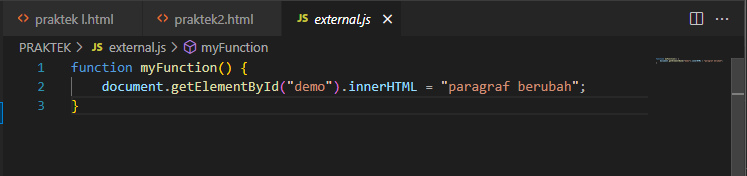 praktek l.html praktek2.html JS external.js
PRAKTEK > JS external.js > myFunction
1 function myFunction() {
2 document.getElementById("demo").innerHTML = "paragraf berubah";
3 }